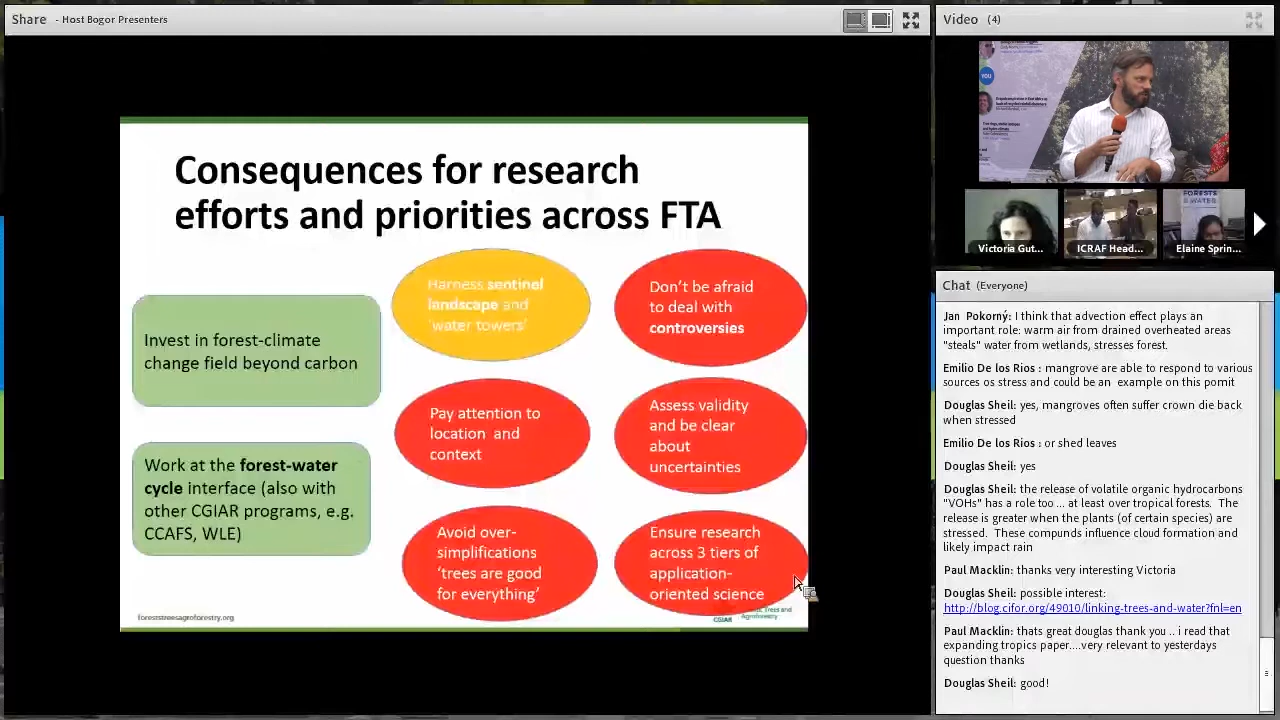 Share - Host Bogor Presenters
Consequences for research
efforts and priorities across FTA
Invest in forest-climate
change field beyond carbon
Work at the forest-water
cycle interface (also with
other CGIAR programs, e.g.
CCAFS, WLE)
Harness sentinel
landscape and
‘water towers’
Pay attention to
location and
context
Avoid over-
simplifications
‘trees are good
for everything’
Don’t be afraid
to deal with
controversies
Assess validity
and be clear
about
uncertainties
Ensure research
across 3 tiers of
application-
oriented science
foreststreesagroforestry.org
CGIAR
Trees and
Agroforestry
Video (4)
YOU
Victoria Gut...
ICRAF Head...
FORESTS
& WATER
Elaine Sprin...
Chat (Everyone)
Jan Pokorný: I think that advection effect plays an
important role: warm air from drained overheated areas
"steals" water from wetlands, stresses forest.
Emilio De los Rios : mangrove are able to respond to various
sources os stress and could be an example on this pomit
Douglas Sheil: yes, mangroves often suffer crown die back
when stressed
Emilio De los Rios : or shed leaves
Douglas Sheil: yes
Douglas Sheil: the release of volatile organic hydrocarbons
"VOHs" has a role too ... at least over tropical forests. The
release is greater when the plants (of certain species) are
stressed. These compunds influence cloud formation and
likely impact rain
Paul Macklin: thanks very interesting Victoria
Douglas Sheil: possible interest:
http://blog.cifor.org/49010/linking-trees-and-water?fnl=en
Paul Macklin: thats great douglas thank you .. i read that
expanding tropics paper....very relevant to yesterdays
question thanks
Douglas Sheil: good!